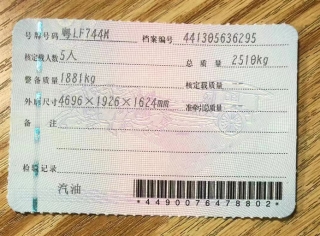 号牌号码 粤LF744M 档案编号 441305636295
核定载人数 5人 总质量 2510kg
整备质量 1881kg 核定载质量 --
外廓尺寸 4696×1926×1624mm 准牵引总质量 --
备注
检验记录
汽油
*4490076478802*